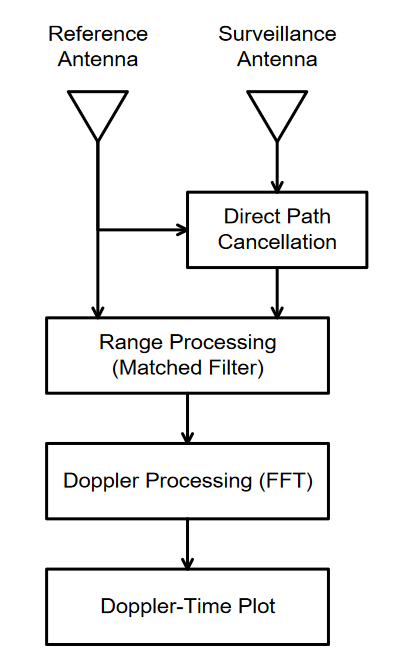 Reference
Antenna
Surveillance
Antenna
Direct Path
Cancellation
Range Processing
(Matched Filter)
Doppler Processing (FFT)
Doppler-Time Plot